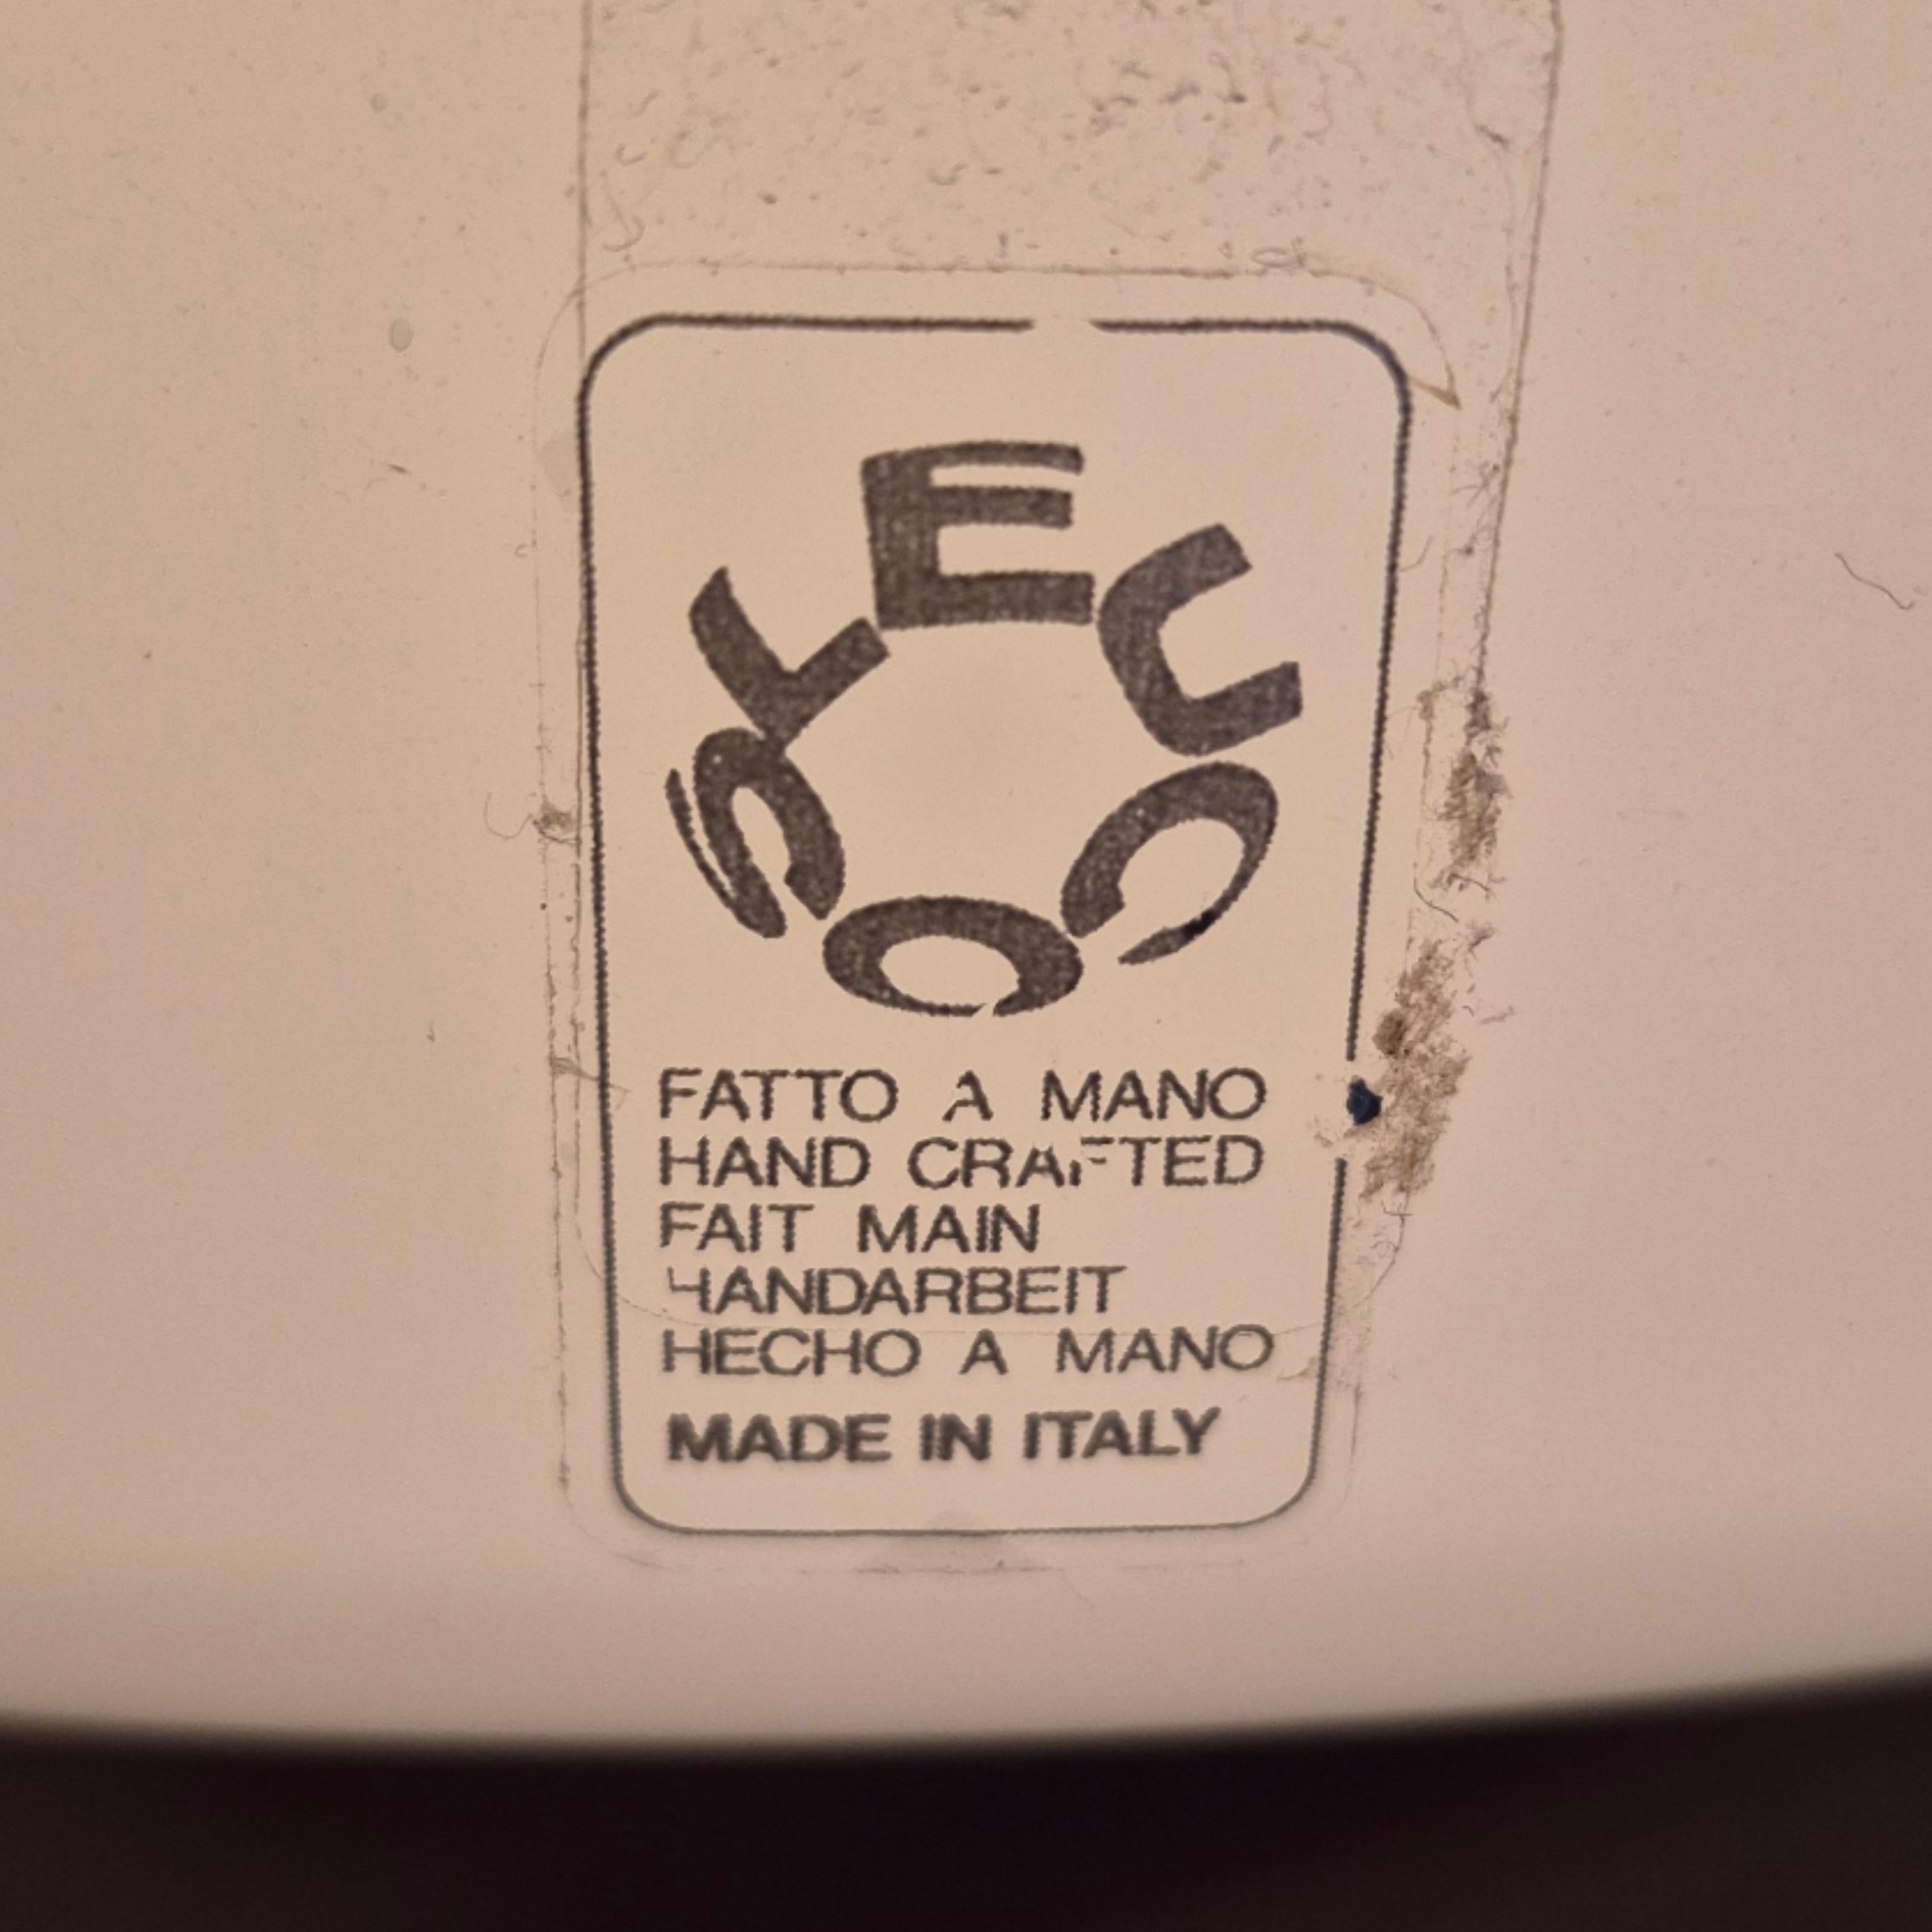 LEUCOS
FATTO A MANO
HAND CRAFTED
FAIT MAIN
HANDARBEIT
HECHO A MANO
MADE IN ITALY